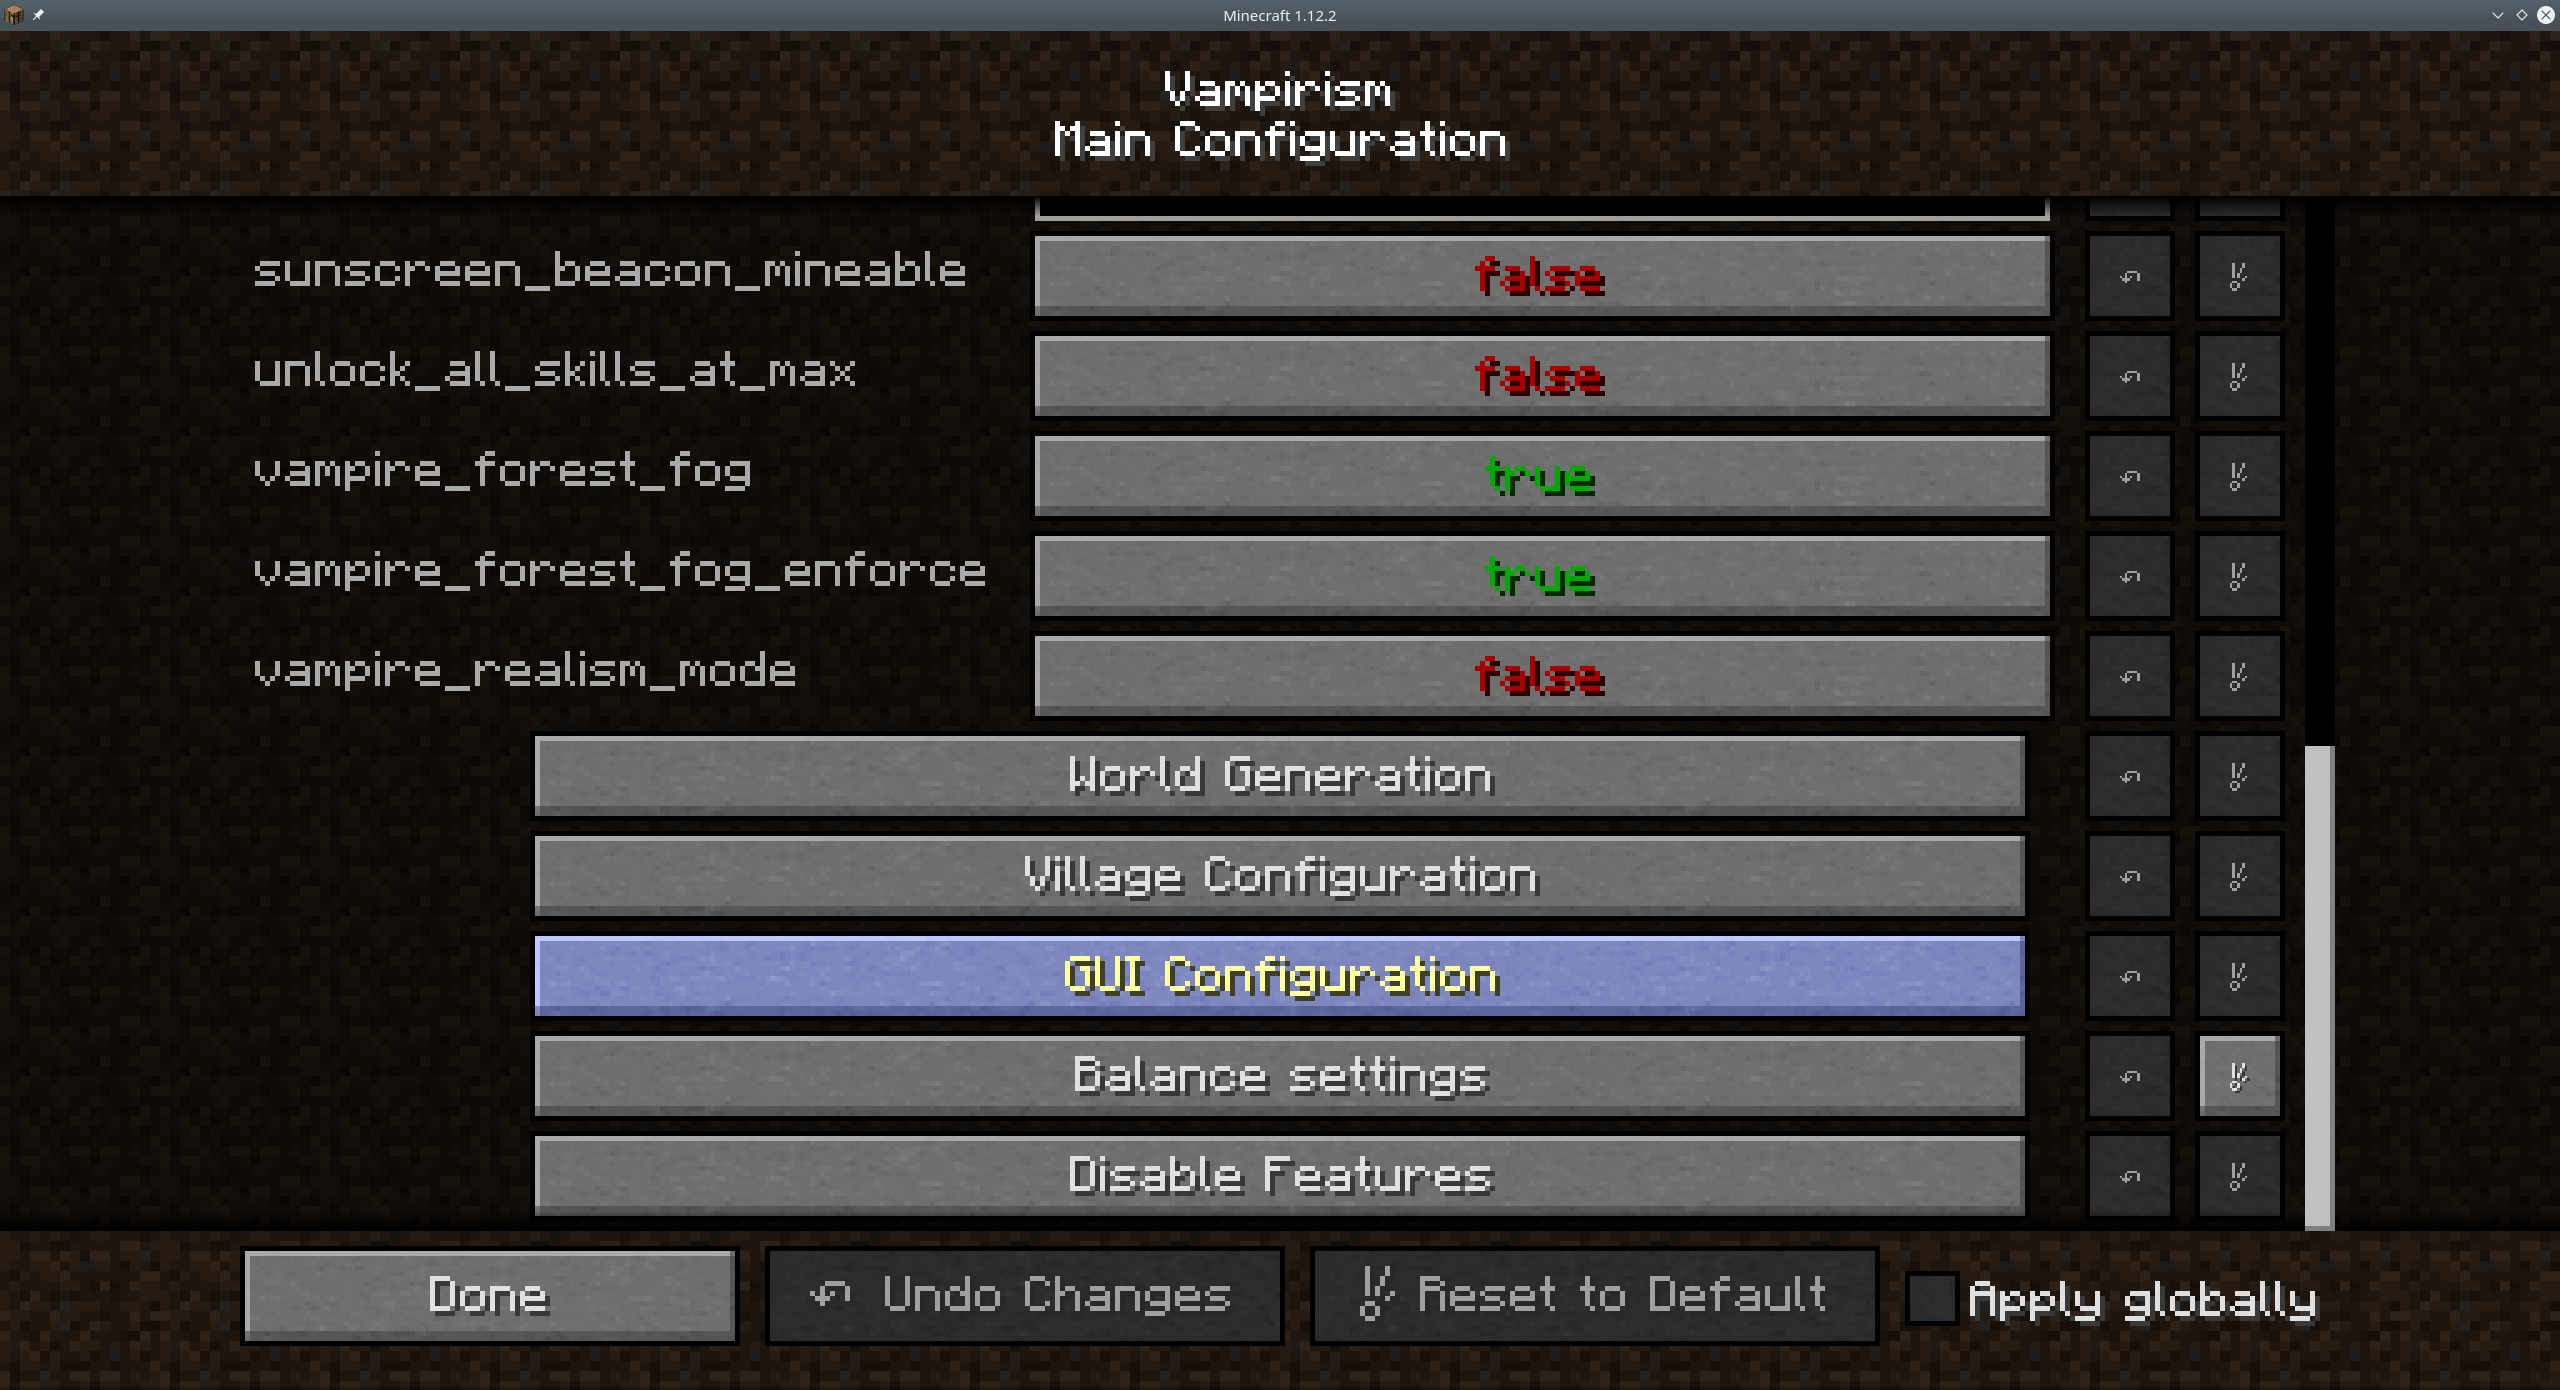 Minecraft 1.12.2
Vampirism
Main Configuration
sunscreen_beacon_mineable false
unlock_all_skills_at_max false
vampire_forest_fog true
vampire_forest_fog_enforce true
vampire_realism_mode false
World Generation
Village Configuration
GUI Configuration
Balance settings
Disable Features
Done Undo Changes Reset to Default Apply globally